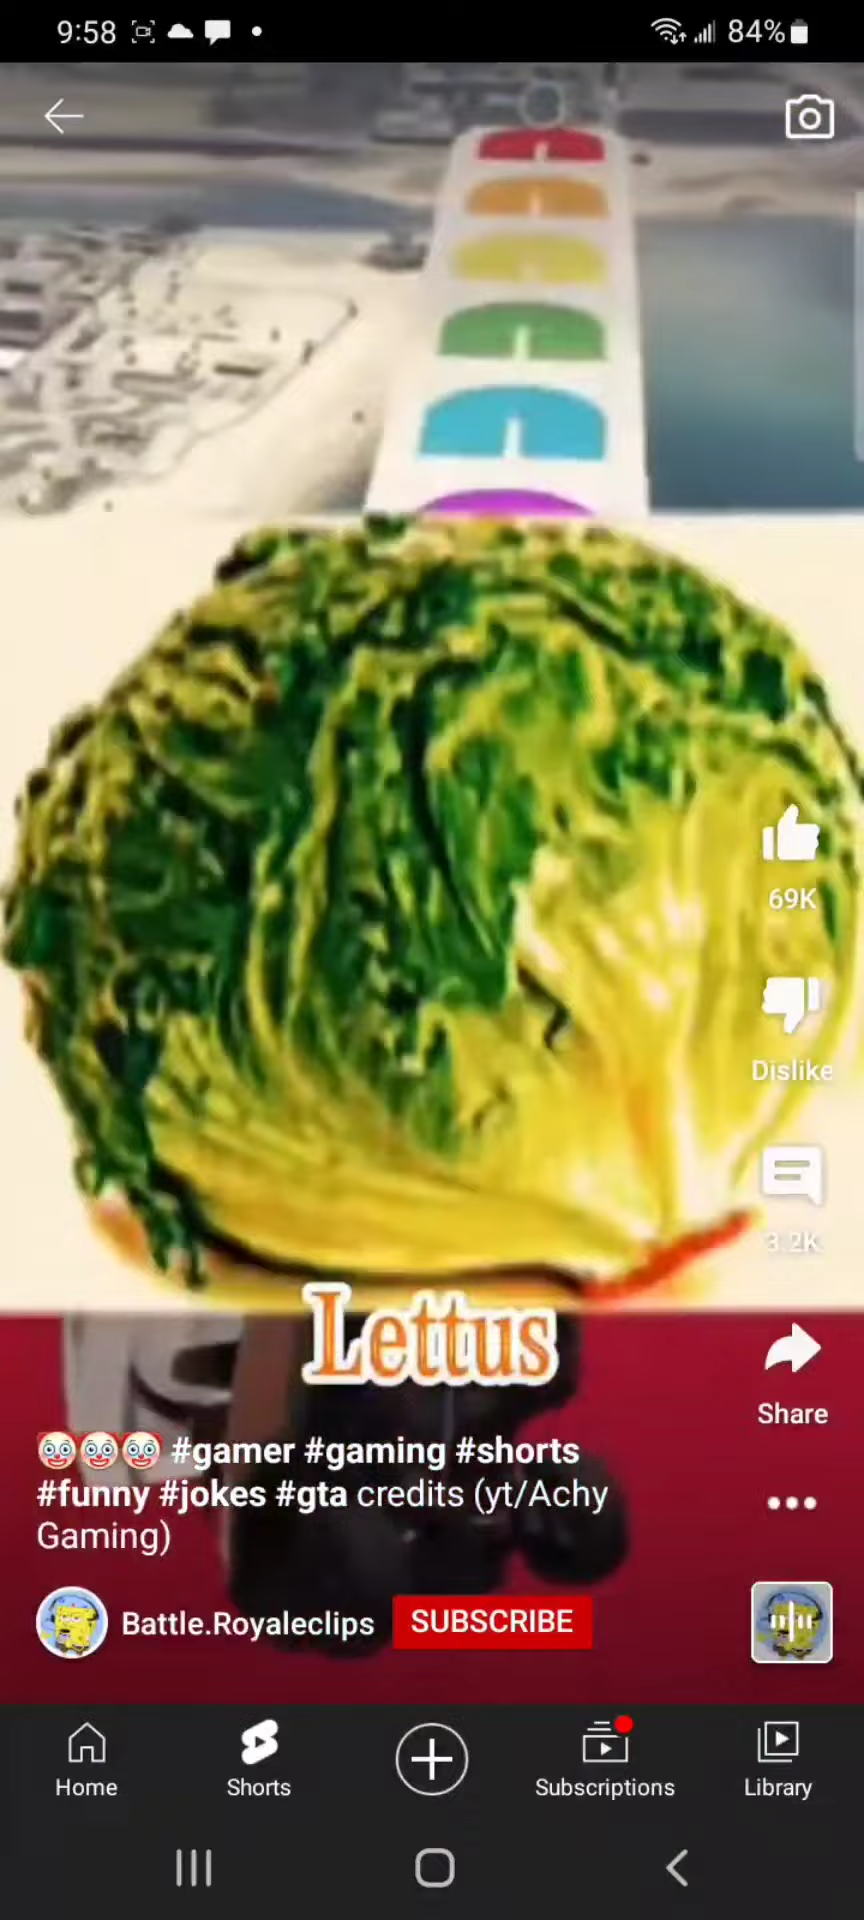 9:58
84%
69K
Dislike
3.2K
Lettus
Share
🤡🤡🤡 #gamer #gaming #shorts
#funny #jokes #gta credits (yt/Achy
Gaming)
Battle.Royaleclips
SUBSCRIBE
Home
Shorts
Subscriptions
Library